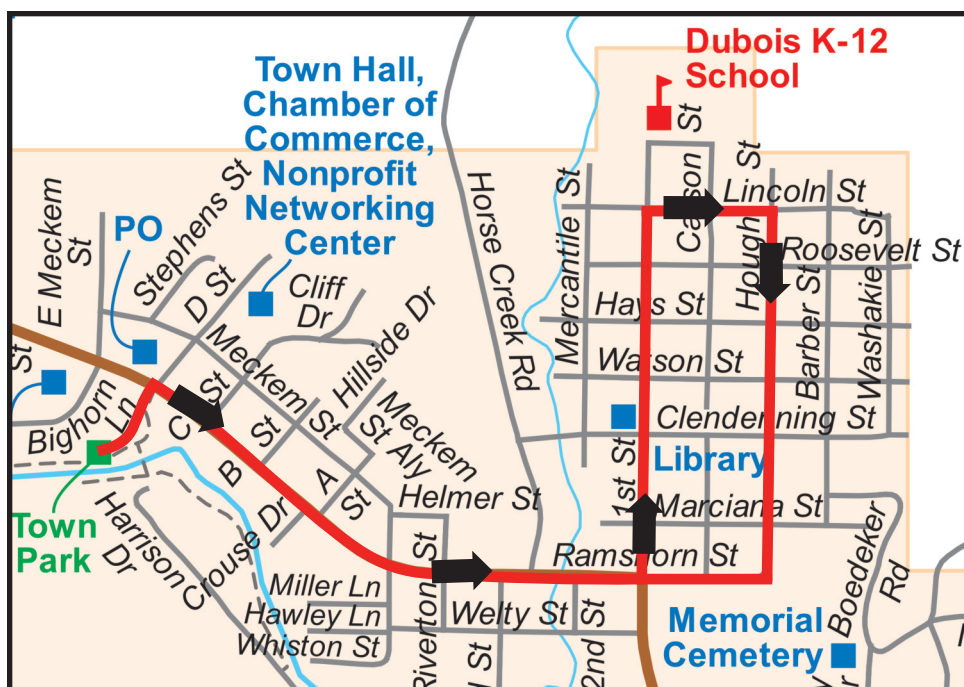 Dubois K-12
School
Town Hall,
Chamber of
Commerce,
Nonprofit
Networking
Center
PO
E Meckem
St
Stephens St
D St
Cliff
Dr
Hillside Dr
Horse Creek Rd
Mercantile St
Carson
St
Hough St
Lincoln St
Roosevelt St
Hays St
Barber St
Washakie St
Watson St
Clendenning St
St
Bighorn
Ln
C St
Meckem
St
B St
A St
Meckem
St Aly
Library
1st St
Marciana St
Helmer St
Town
Park
Harrison
Dr
Crouse Dr
Ramshorn St
Boedeker
Rd
Miller Ln
Hawley Ln
Whiston St
Riverton St
Welty St
St
2nd St
Memorial
Cemetery